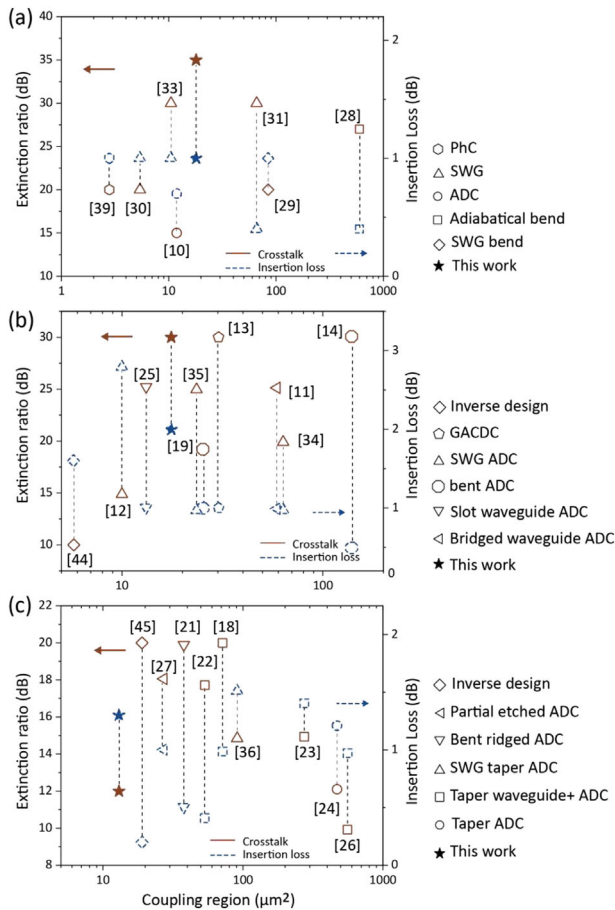 (a)
Extinction ratio (dB)
40
35
30
25
20
15
10
[33]
[31]
[28]
[39]
[30]
[10]
[29]
Crosstalk
Insertion loss
2
1
0
Insertion Loss (dB)
1
10
100
1000
PhC
SWG
ADC
Adiabatical bend
SWG bend
This work
(b)
Extinction ratio (dB)
30
25
20
15
10
[13]
[14]
[25]
[35]
[11]
[19]
[34]
[12]
[44]
Crosstalk
Insertion loss
3
2
1
0
Insertion Loss (dB)
10
100
Inverse design
GACDC
SWG ADC
bent ADC
Slot waveguide ADC
Bridged waveguide ADC
This work
(c)
Extinction ratio (dB)
22
20
18
16
14
12
10
8
[45]
[21]
[18]
[27]
[22]
[36]
[23]
[24]
[26]
Crosstalk
Insertion loss
2
1
0
Insertion Loss (dB)
10
100
1000
Coupling region (µm²)
Inverse design
Partial etched ADC
Bent ridged ADC
SWG taper ADC
Taper waveguide+ ADC
Taper ADC
This work